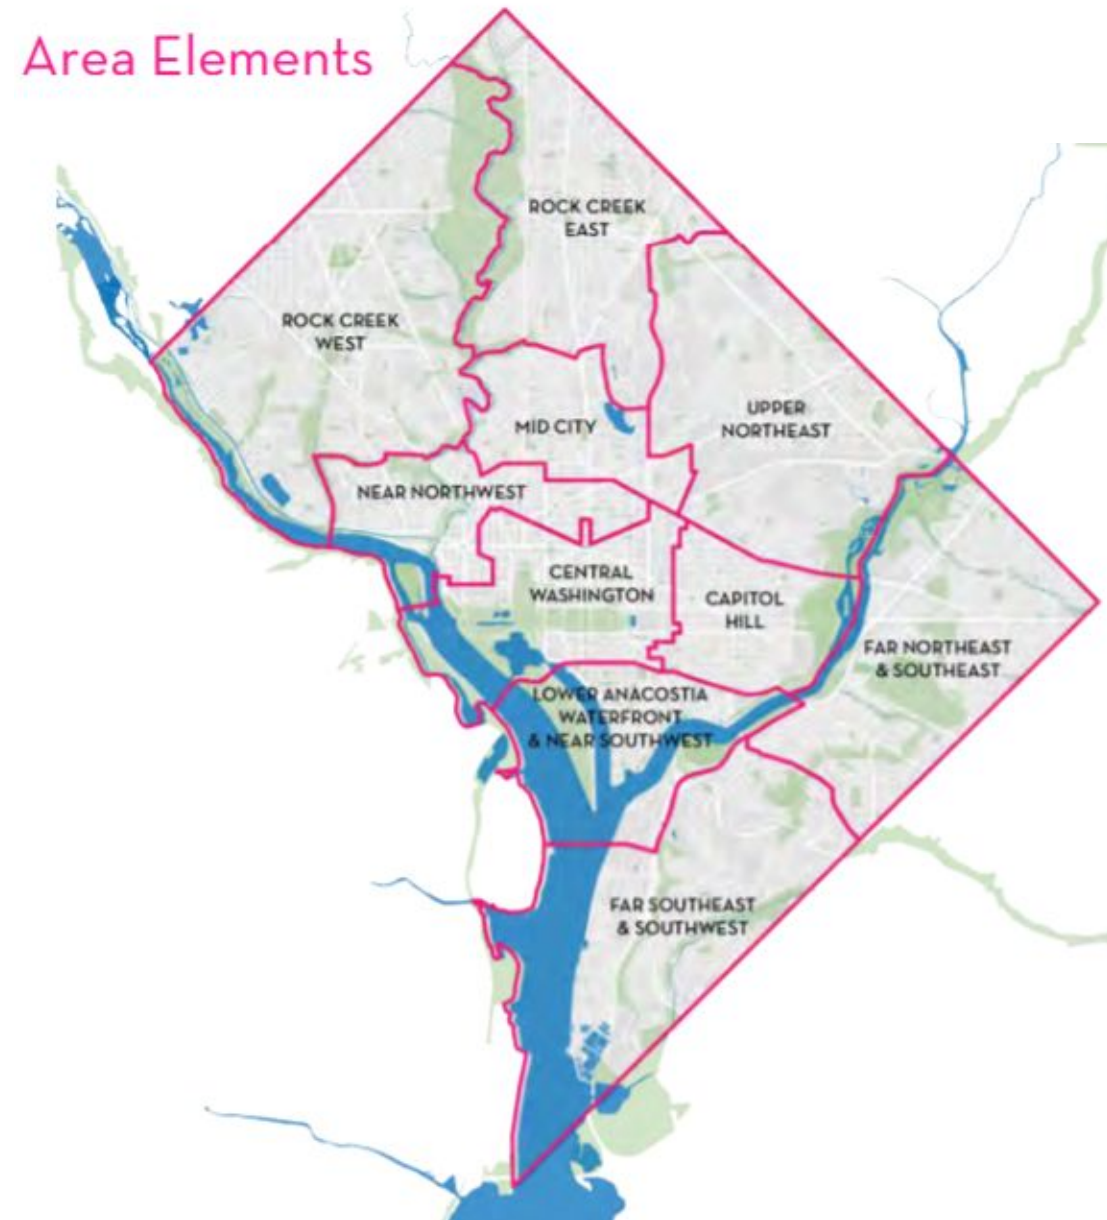 Area Elements
ROCK CREEK
EAST
ROCK CREEK
WEST
UPPER
NORTHEAST
MID CITY
NEAR NORTHWEST
CENTRAL
WASHINGTON
CAPITOL
HILL
FAR NORTHEAST
& SOUTHEAST
LOWER ANACOSTIA
WATERFRONT
& NEAR SOUTHWEST
FAR SOUTHEAST
& SOUTHWEST